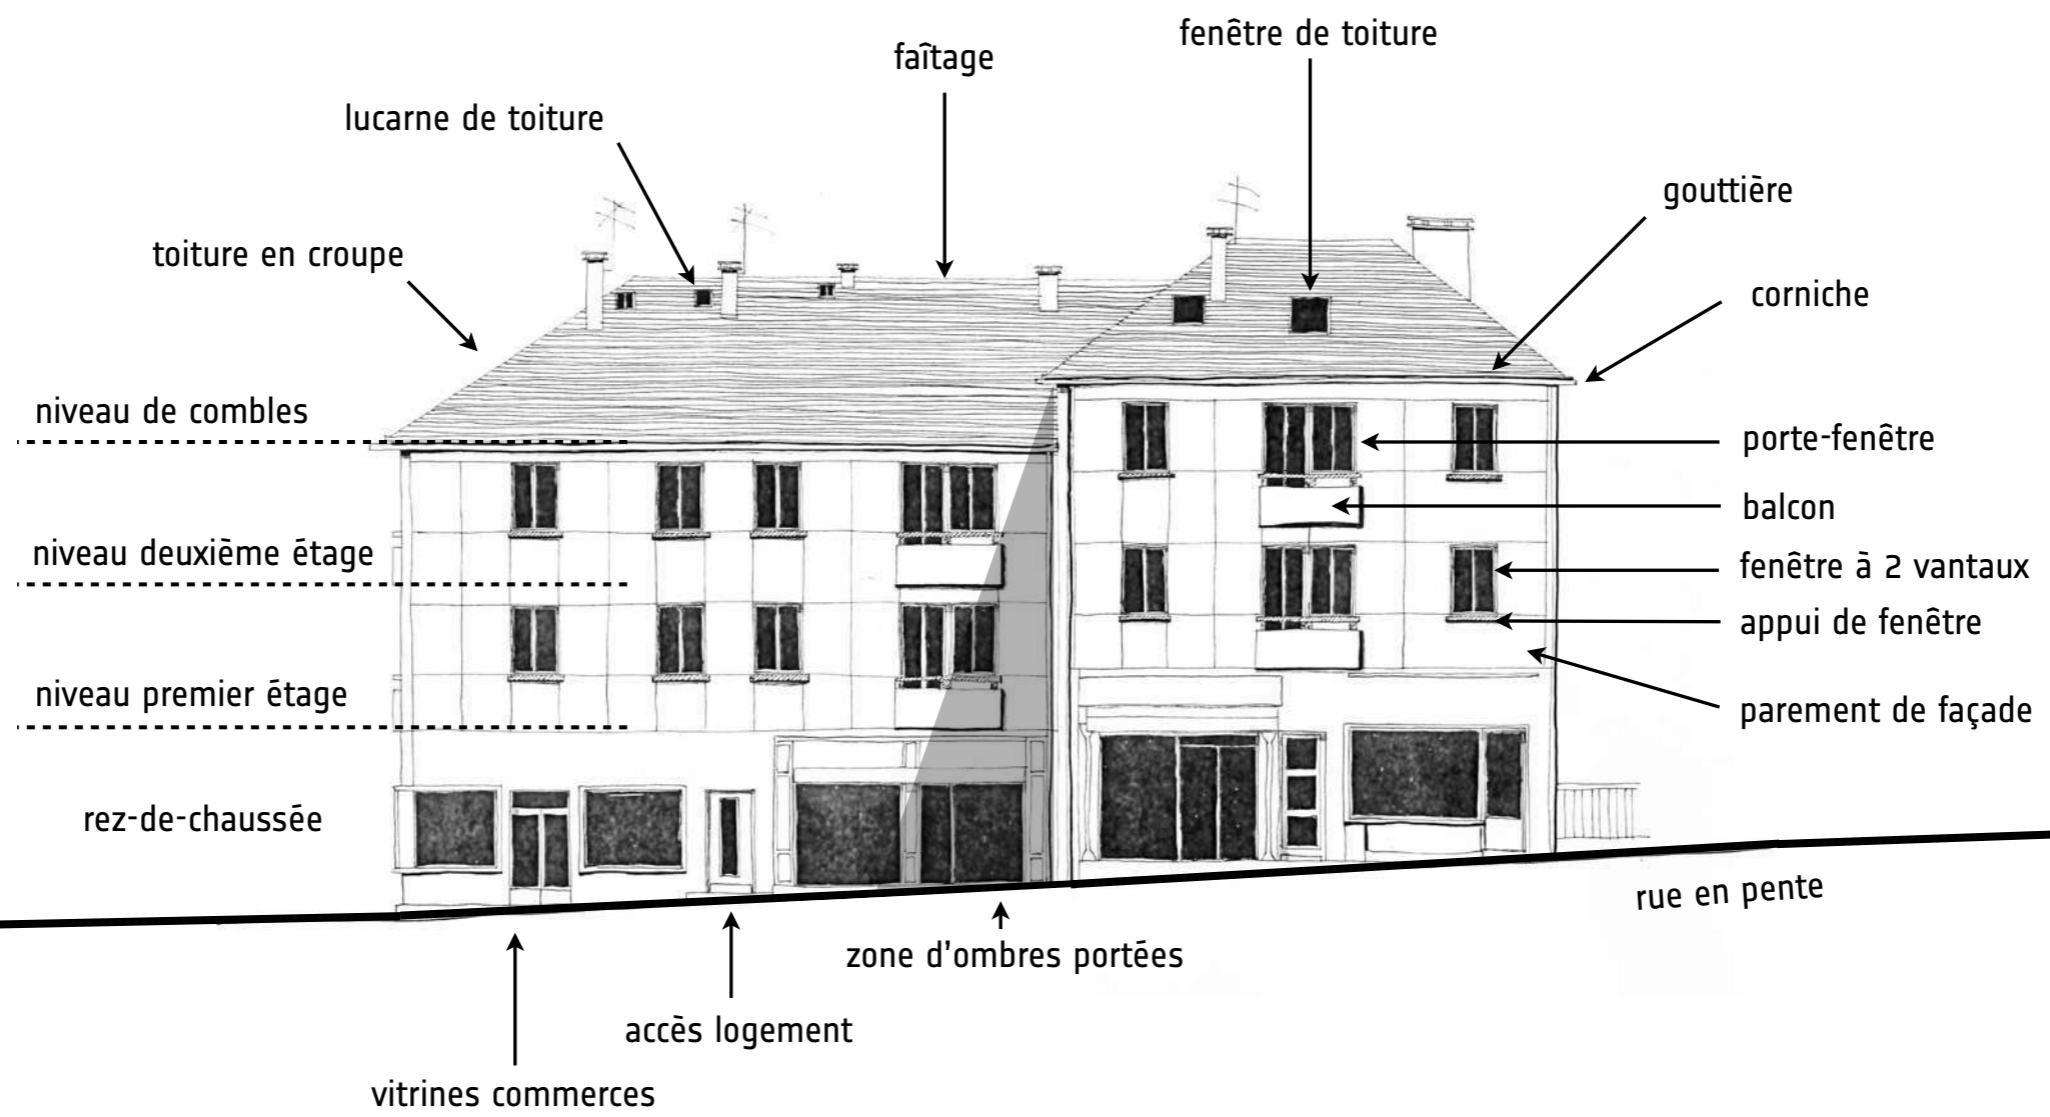 fenêtre de toiture
faîtage
lucarne de toiture
gouttière
toiture en croupe
corniche
niveau de combles
porte-fenêtre
balcon
niveau deuxième étage
fenêtre à 2 vantaux
appui de fenêtre
niveau premier étage
parement de façade
rez-de-chaussée
rue en pente
zone d'ombres portées
accès logement
vitrines commerces